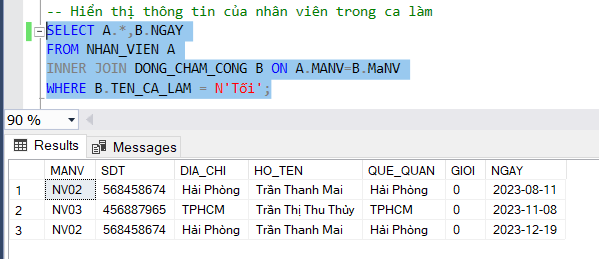 -- Hiển thị thông tin của nhân viên trong ca làm
SELECT A.*,B.NGAY
FROM NHAN_VIEN A
INNER JOIN DONG_CHAM_CONG B ON A.MANV=B.MaNV
WHERE B.TEN_CA_LAM = N'Tối';
90 %
Results Messages
MANV SDT DIA_CHI HO_TEN QUE_QUAN GIOI NGAY
1 NV02 568458674 Hải Phòng Trần Thanh Mai Hải Phòng 0 2023-08-11
2 NV03 456887965 TPHCM Trần Thị Thu Thủy TPHCM 0 2023-11-08
3 NV02 568458674 Hải Phòng Trần Thanh Mai Hải Phòng 0 2023-12-19